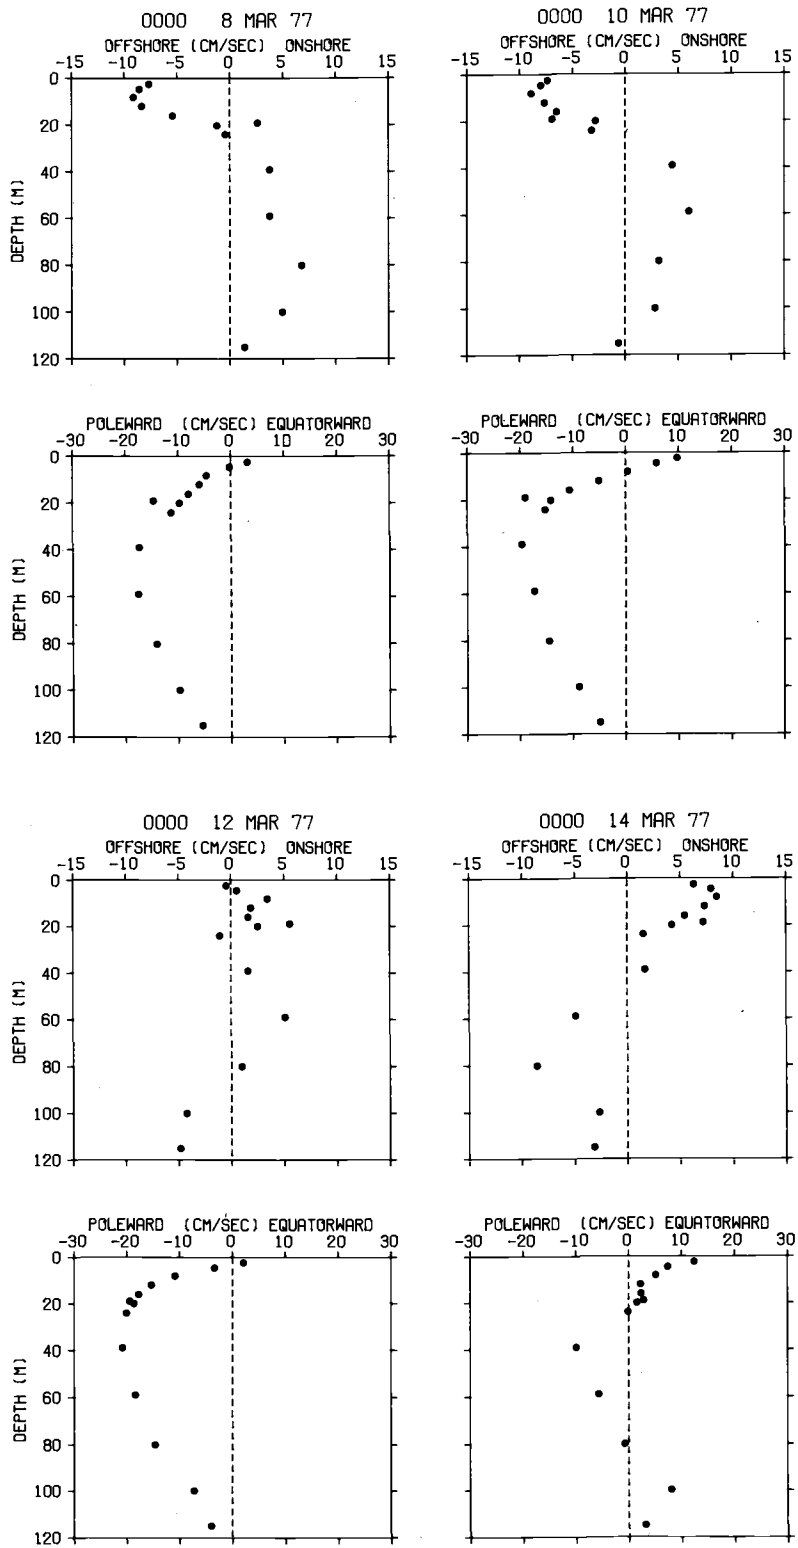 0000 8 MAR 77
OFFSHORE (CM/SEC) ONSHORE
-15 -10 -5 0 5 10 15
0
20
40
60
80
100
120
DEPTH (M)
0000 10 MAR 77
OFFSHORE (CM/SEC) ONSHORE
-15 -10 -5 0 5 10 15
POLEWARD (CM/SEC) EQUATORWARD
-30 -20 -10 0 10 20 30
0
20
40
60
80
100
120
DEPTH (M)
POLEWARD (CM/SEC) EQUATORWARD
-30 -20 -10 0 10 20 30
0000 12 MAR 77
OFFSHORE (CM/SEC) ONSHORE
-15 -10 -5 0 5 10 15
0
20
40
60
80
100
120
DEPTH (M)
0000 14 MAR 77
OFFSHORE (CM/SEC) ONSHORE
-15 -10 -5 0 5 10 15
POLEWARD (CM/SEC) EQUATORWARD
-30 -20 -10 0 10 20 30
0
20
40
60
80
100
120
DEPTH (M)
POLEWARD (CM/SEC) EQUATORWARD
-30 -20 -10 0 10 20 30